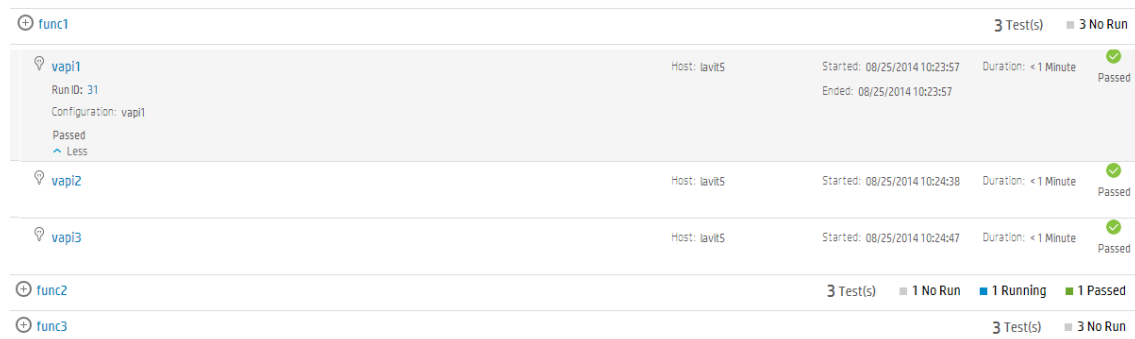 func1 3 Test(s) 3 No Run
vapi1 Host: lavit5 Started: 08/25/2014 10:23:57 Duration: < 1 Minute Passed
Run ID: 31 Ended: 08/25/2014 10:23:57
Configuration: vapi1
Passed
Less
vapi2 Host: lavit5 Started: 08/25/2014 10:24:38 Duration: < 1 Minute Passed
vapi3 Host: lavit5 Started: 08/25/2014 10:24:47 Duration: < 1 Minute Passed
func2 3 Test(s) 1 No Run 1 Running 1 Passed
func3 3 Test(s) 3 No Run